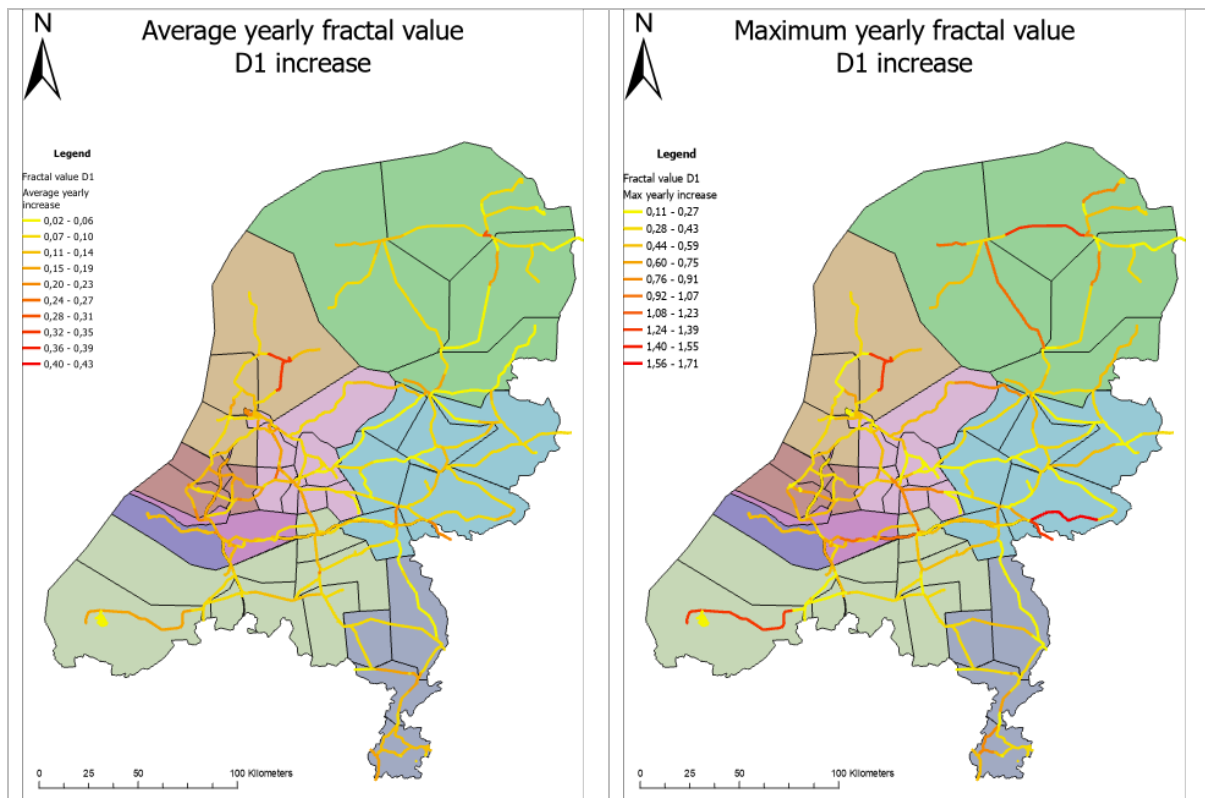 N
Average yearly fractal value
D1 increase
Legend
Fractal value D1
Average yearly
increase
0,02 - 0,06
0,07 - 0,10
0,11 - 0,14
0,15 - 0,19
0,20 - 0,23
0,24 - 0,27
0,28 - 0,31
0,32 - 0,35
0,36 - 0,39
0,40 - 0,43
0 25 50 100 Kilometers
N
Maximum yearly fractal value
D1 increase
Legend
Fractal value D1
Max yearly increase
0,11 - 0,27
0,28 - 0,43
0,44 - 0,59
0,60 - 0,75
0,76 - 0,91
0,92 - 1,07
1,08 - 1,23
1,24 - 1,39
1,40 - 1,55
1,56 - 1,71
0 25 50 100 Kilometers